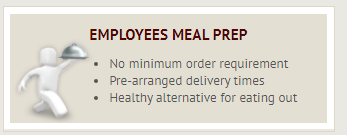 EMPLOYEES MEAL PREP
• No minimum order requirement
• Pre-arranged delivery times
• Healthy alternative for eating out